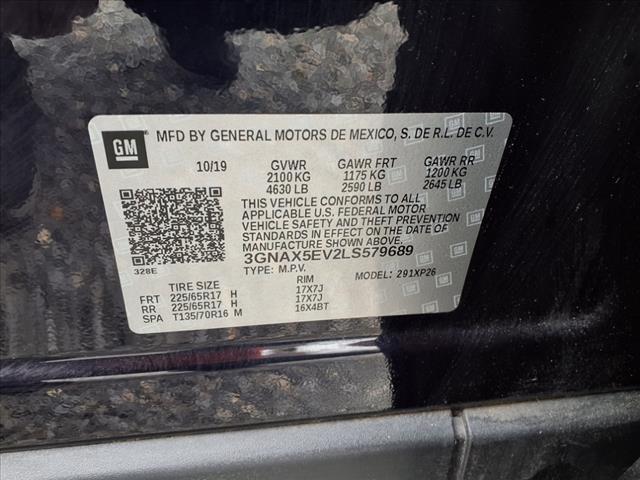 GM MFD BY GENERAL MOTORS DE MEXICO, S. DE R.L. DE C.V.
10/19 GVWR GAWR FRT GAWR RR
2100 KG 1175 KG 1200 KG
4630 LB 2590 LB 2645 LB
THIS VEHICLE CONFORMS TO ALL
APPLICABLE U.S. FEDERAL MOTOR
VEHICLE SAFETY AND THEFT PREVENTION
STANDARDS IN EFFECT ON THE DATE OF
MANUFACTURE SHOWN ABOVE.
3GNAX5EV2LS579689
328E TYPE: M.P.V. MODEL: 291XP26
TIRE SIZE RIM
FRT 225/65R17 H 17X7J
RR 225/65R17 H 17X7J
SPA T135/70R16 M 16X4BT